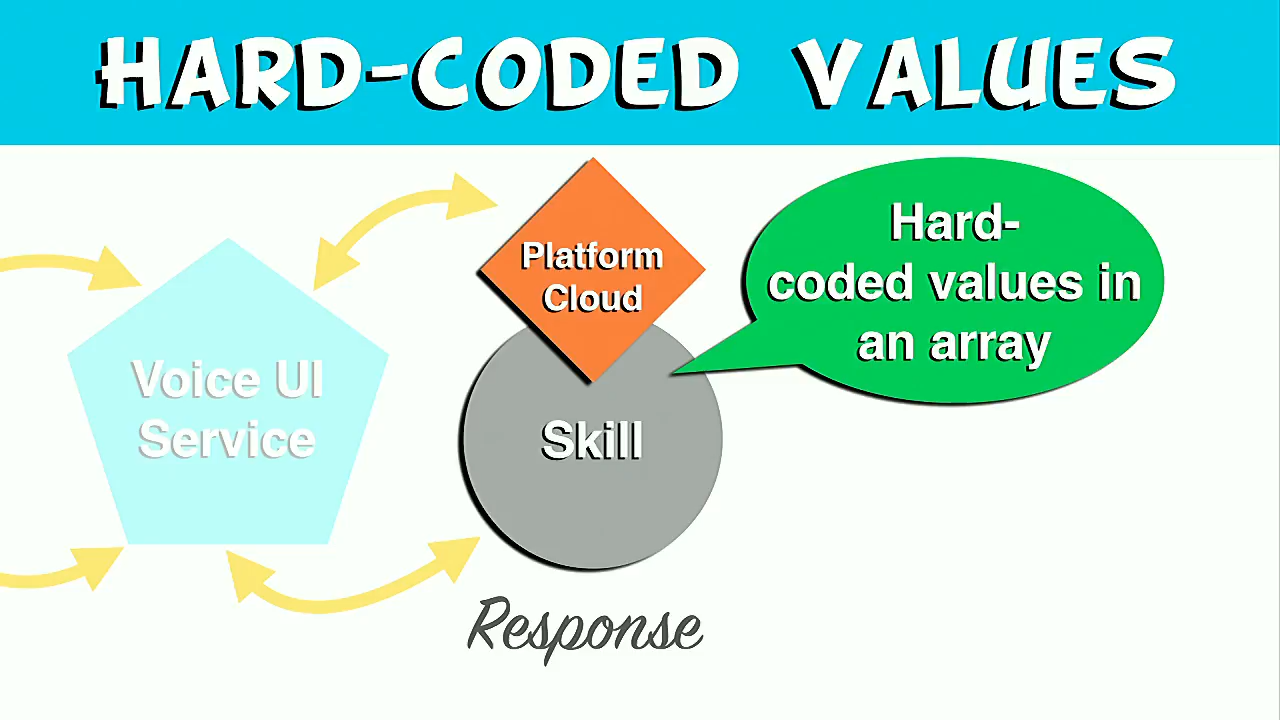 HARD-CODED VALUES
Platform
Cloud
Hard-
coded values in
an array
Voice UI
Service
Skill
Response